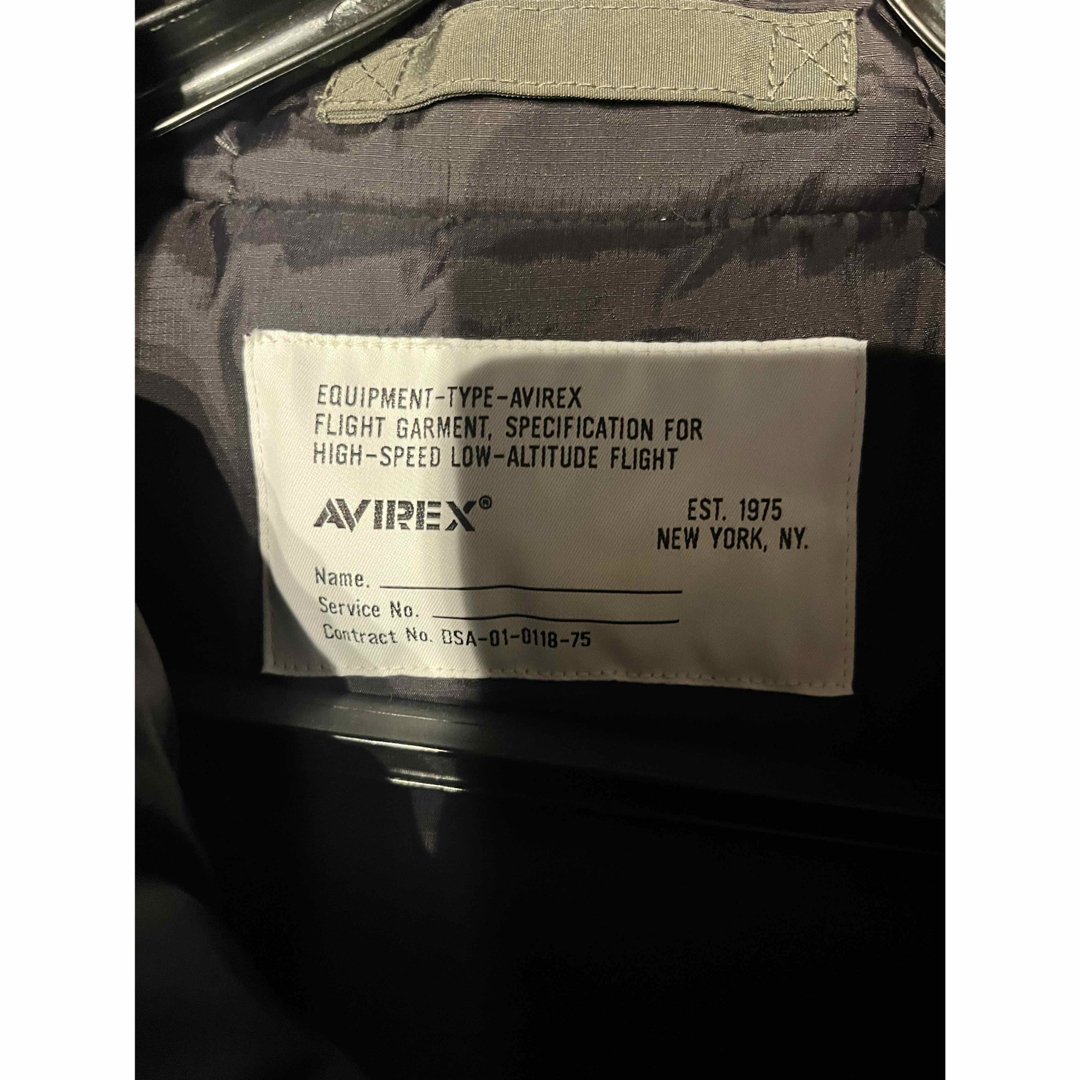 EQUIPMENT-TYPE-AVIREX
FLIGHT GARMENT, SPECIFICATION FOR
HIGH-SPEED LOW-ALTITUDE FLIGHT
AVIREX®
EST. 1975
NEW YORK, NY.
Name.
Service No.
Contract No. DSA-01-0118-75